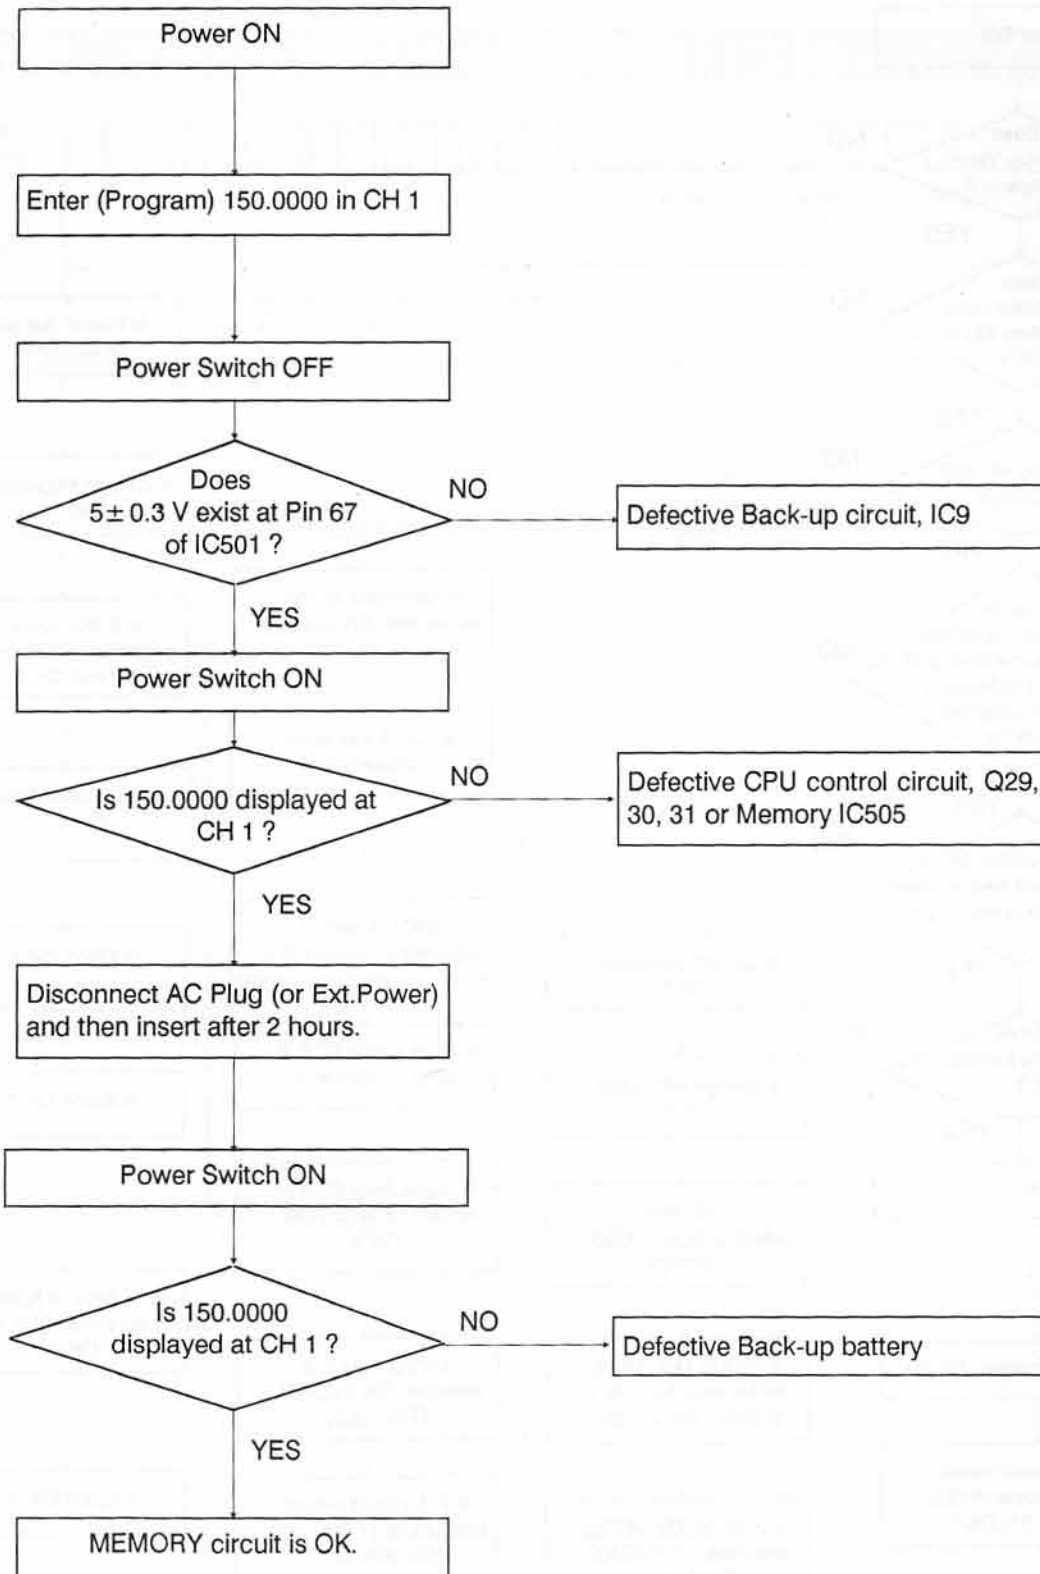 Power ON
Enter (Program) 150.0000 in CH 1
Power Switch OFF
Does
5± 0.3 V exist at Pin 67
of IC501 ?
NO
Defective Back-up circuit, IC9
YES
Power Switch ON
Is 150.0000 displayed at
CH 1 ?
NO
Defective CPU control circuit, Q29,
30, 31 or Memory IC505
YES
Disconnect AC Plug (or Ext.Power)
and then insert after 2 hours.
Power Switch ON
Is 150.0000
displayed at CH 1 ?
NO
Defective Back-up battery
YES
MEMORY circuit is OK.